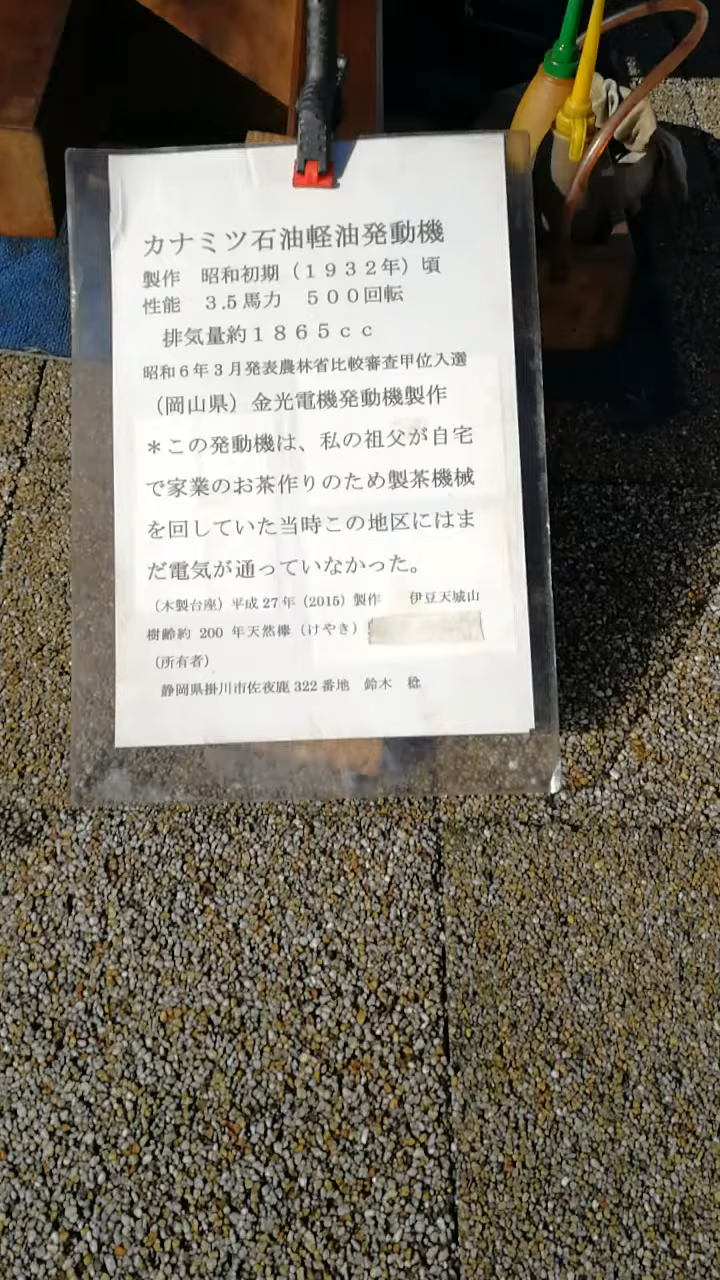 カナミツ石油軽油発動機
製作　昭和初期（１９３２年）頃
性能　３.５馬力　５００回転
排気量約１８６５ｃｃ
昭和６年３月発表農林省比較審査甲位入選
（岡山県）金光電機発動機製作
＊この発動機は、私の祖父が自宅
で家業のお茶作りのため製茶機械
を回していた当時この地区にはま
だ電気が通っていなかった。
（木製台座）平成27年（2015）製作　伊豆天城山
樹齢約 200 年天然欅（けやき）
（所有者）
静岡県掛川市佐夜鹿 322 番地　鈴木　稔